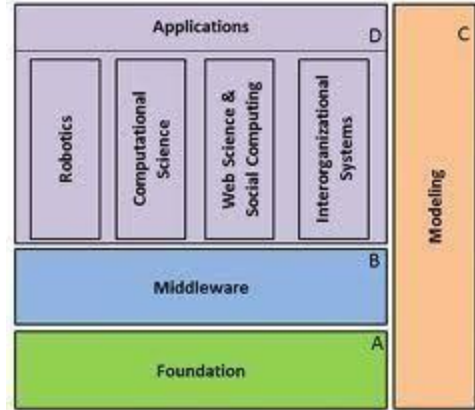 Applications
D
C
Robotics
Computational
Science
Web Science &
Social Computing
Interorganizational
Systems
Modeling
B
Middleware
A
Foundation